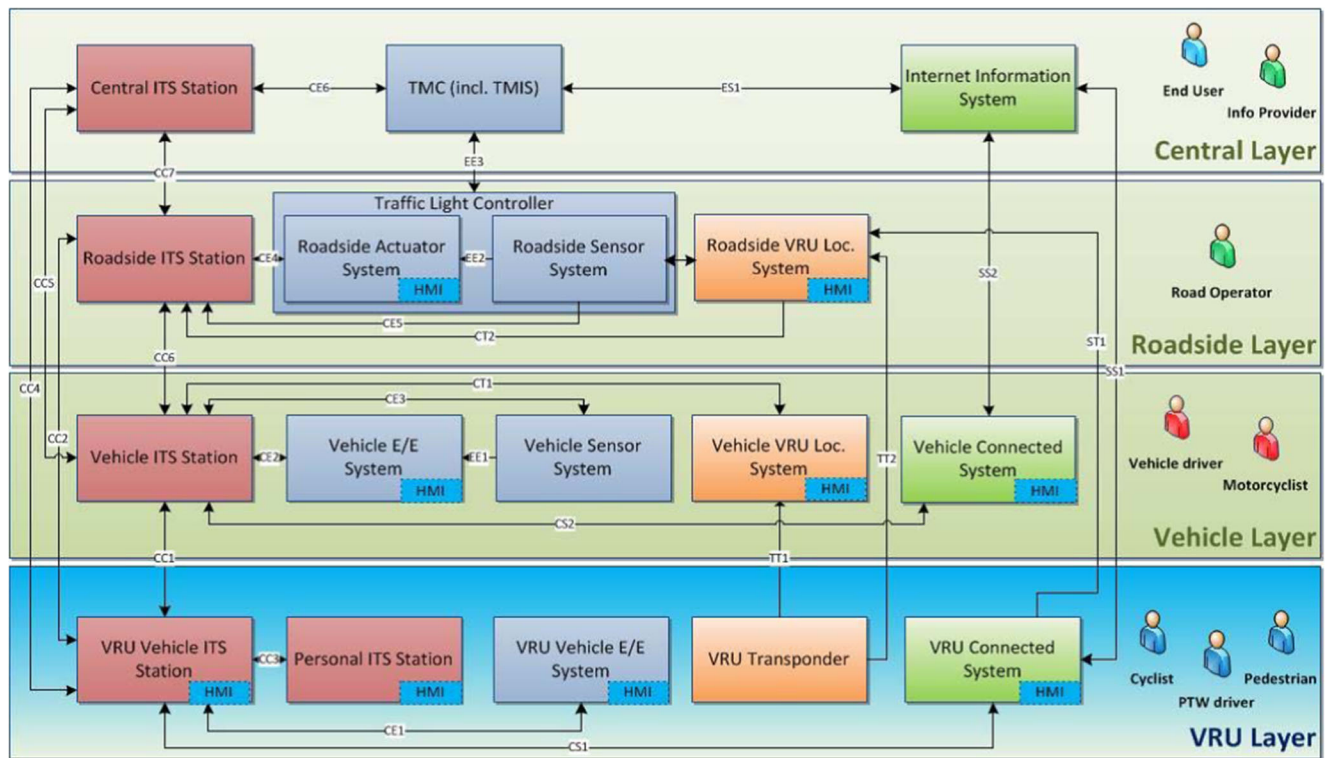 Central ITS Station
CE6
TMC (incl. TMIS)
ES1
Internet Information
System
End User
Info Provider
Central Layer
CC7
EE3
Traffic Light Controller
Roadside ITS Station
CE4
Roadside Actuator
System
HMI
EE2
Roadside Sensor
System
Roadside VRU Loc.
System
HMI
SS2
Road Operator
CC5
CE5
CT2
ST1
Roadside Layer
CC6
SS1
CC4
CT1
CE3
CC2
Vehicle ITS Station
CE2
Vehicle E/E
System
HMI
EE1
Vehicle Sensor
System
Vehicle VRU Loc.
System
HMI
TT2
Vehicle Connected
System
HMI
Vehicle driver
Motorcyclist
CS2
Vehicle Layer
CC1
TT1
VRU Vehicle ITS
Station
HMI
CC3
Personal ITS Station
HMI
VRU Vehicle E/E
System
HMI
VRU Transponder
VRU Connected
System
HMI
Cyclist
PTW driver
Pedestrian
CE1
CS1
VRU Layer